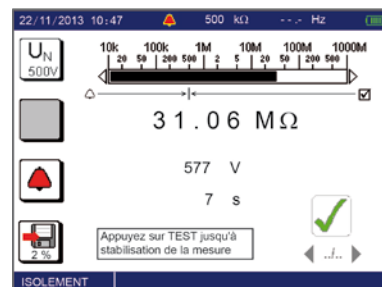 22/11/2013 10:47 500 kΩ --.- Hz
UN
500V
10k 100k 1M 10M 100M 1000M
20 50 200 500 2 5 20 50 200 500
31.06 MΩ
577 V
7 s
2 %
Appuyez sur TEST jusqu'à
stabilisation de la mesure
../..
ISOLEMENT